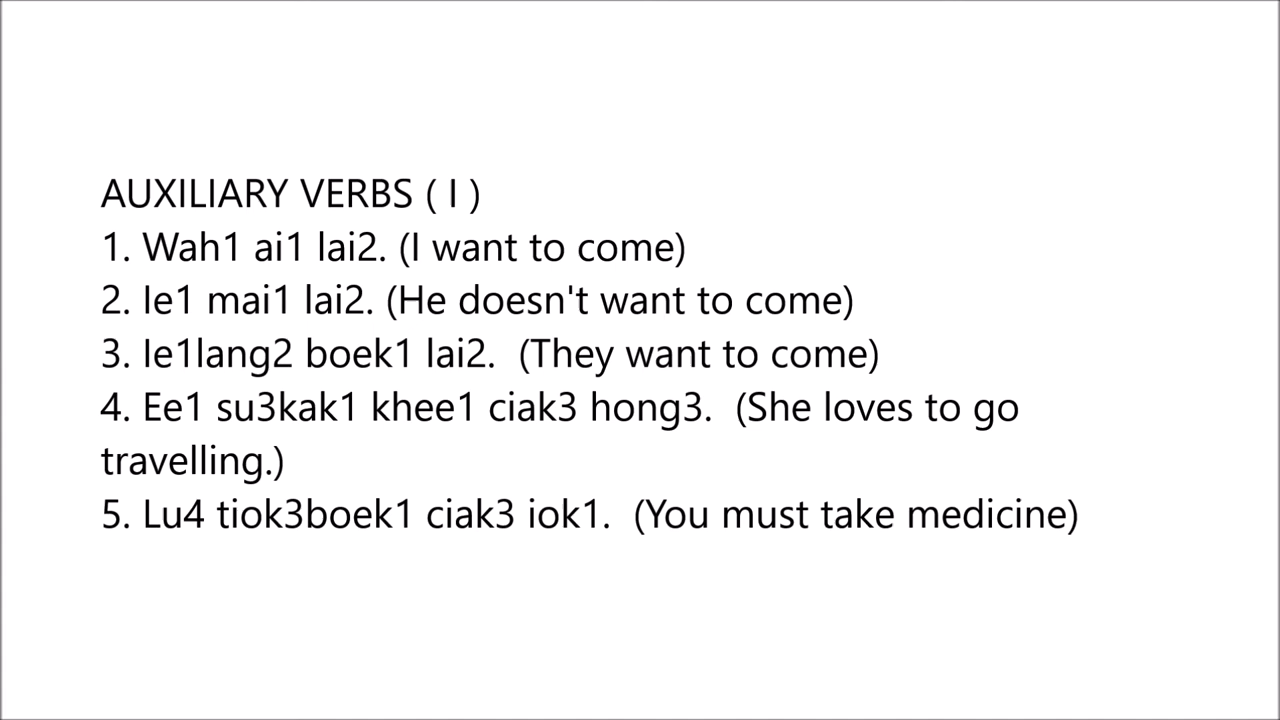 AUXILIARY VERBS ( I )
1. Wah1 ai1 lai2. (I want to come)
2. Ie1 mai1 lai2. (He doesn't want to come)
3. Ie1lang2 boek1 lai2.  (They want to come)
4. Ee1 su3kak1 khee1 ciak3 hong3.  (She loves to go
travelling.)
5. Lu4 tiok3boek1 ciak3 iok1.  (You must take medicine)